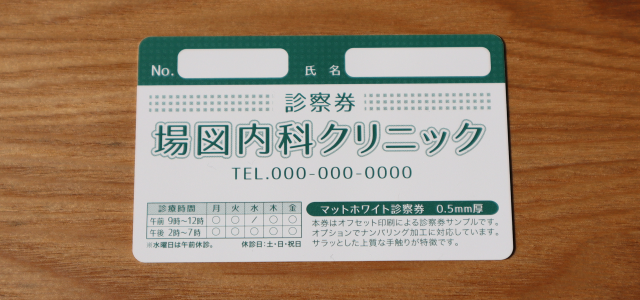 No. 氏名
診察券
場図内科クリニック
TEL.000-000-0000
診療時間 月 火 水 木 金
午前 9時～12時 ○ ○ / ○ ○
午後 2時～7時 ○ ○ ○ ○ ○
※水曜日は午前休診。 休診日:土・日・祝日
マットホワイト診察券 0.5mm厚
本券はオフセット印刷による診察券サンプルです。
オプションでナンバリング加工に対応しています。
サラッとした上質な手触りが特徴です。